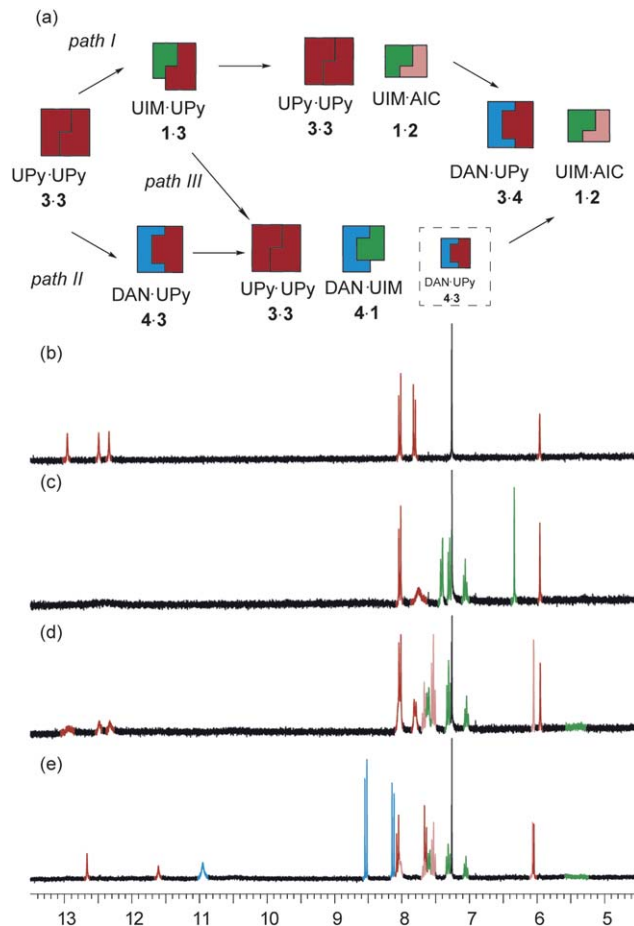 (a)
path I
UIM·UPy
1·3
UPy·UPy
3·3
UIM·AIC
1·2
UPy·UPy
3·3
path III
DAN·UPy
3·4
UIM·AIC
1·2
path II
DAN·UPy
4·3
UPy·UPy
3·3
DAN·UIM
4·1
DAN·UPy
4·3
(b)
(c)
(d)
(e)
13 12 11 10 9 8 7 6 5